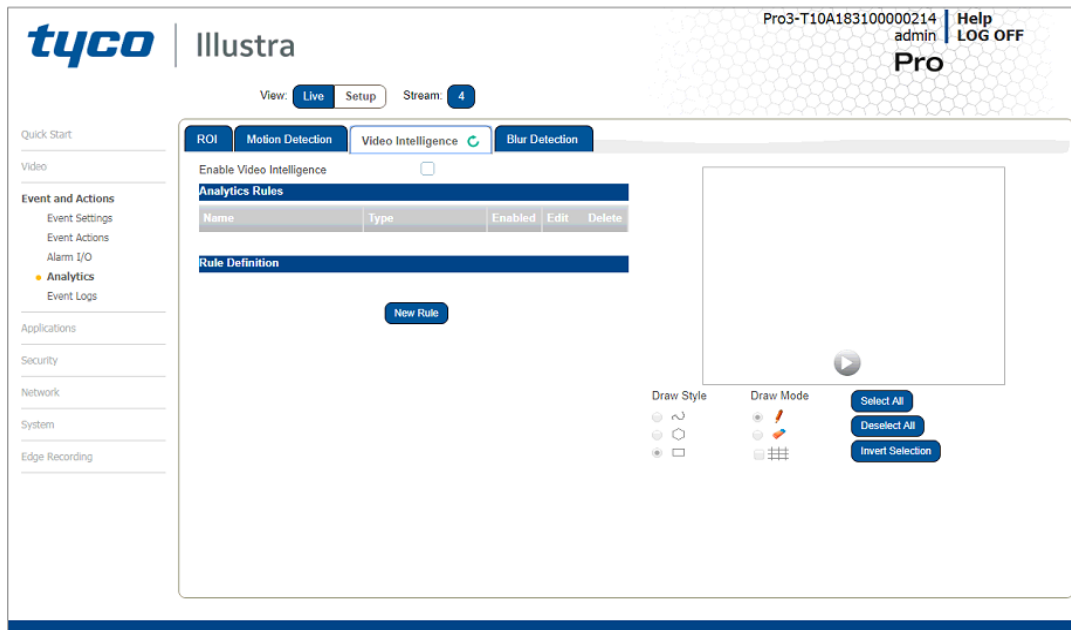 tyco | Illustra
Pro3-T10A183100000214
admin
Help
LOG OFF
Pro
View: Live Setup Stream: 4
Quick Start
Video
Event and Actions
Event Settings
Event Actions
Alarm I/O
Analytics
Event Logs
Applications
Security
Network
System
Edge Recording
ROI Motion Detection Video Intelligence Blur Detection
Enable Video Intelligence
Analytics Rules
Name Type Enabled Edit Delete
Rule Definition
New Rule
Draw Style Draw Mode
Select All
Deselect All
Invert Selection